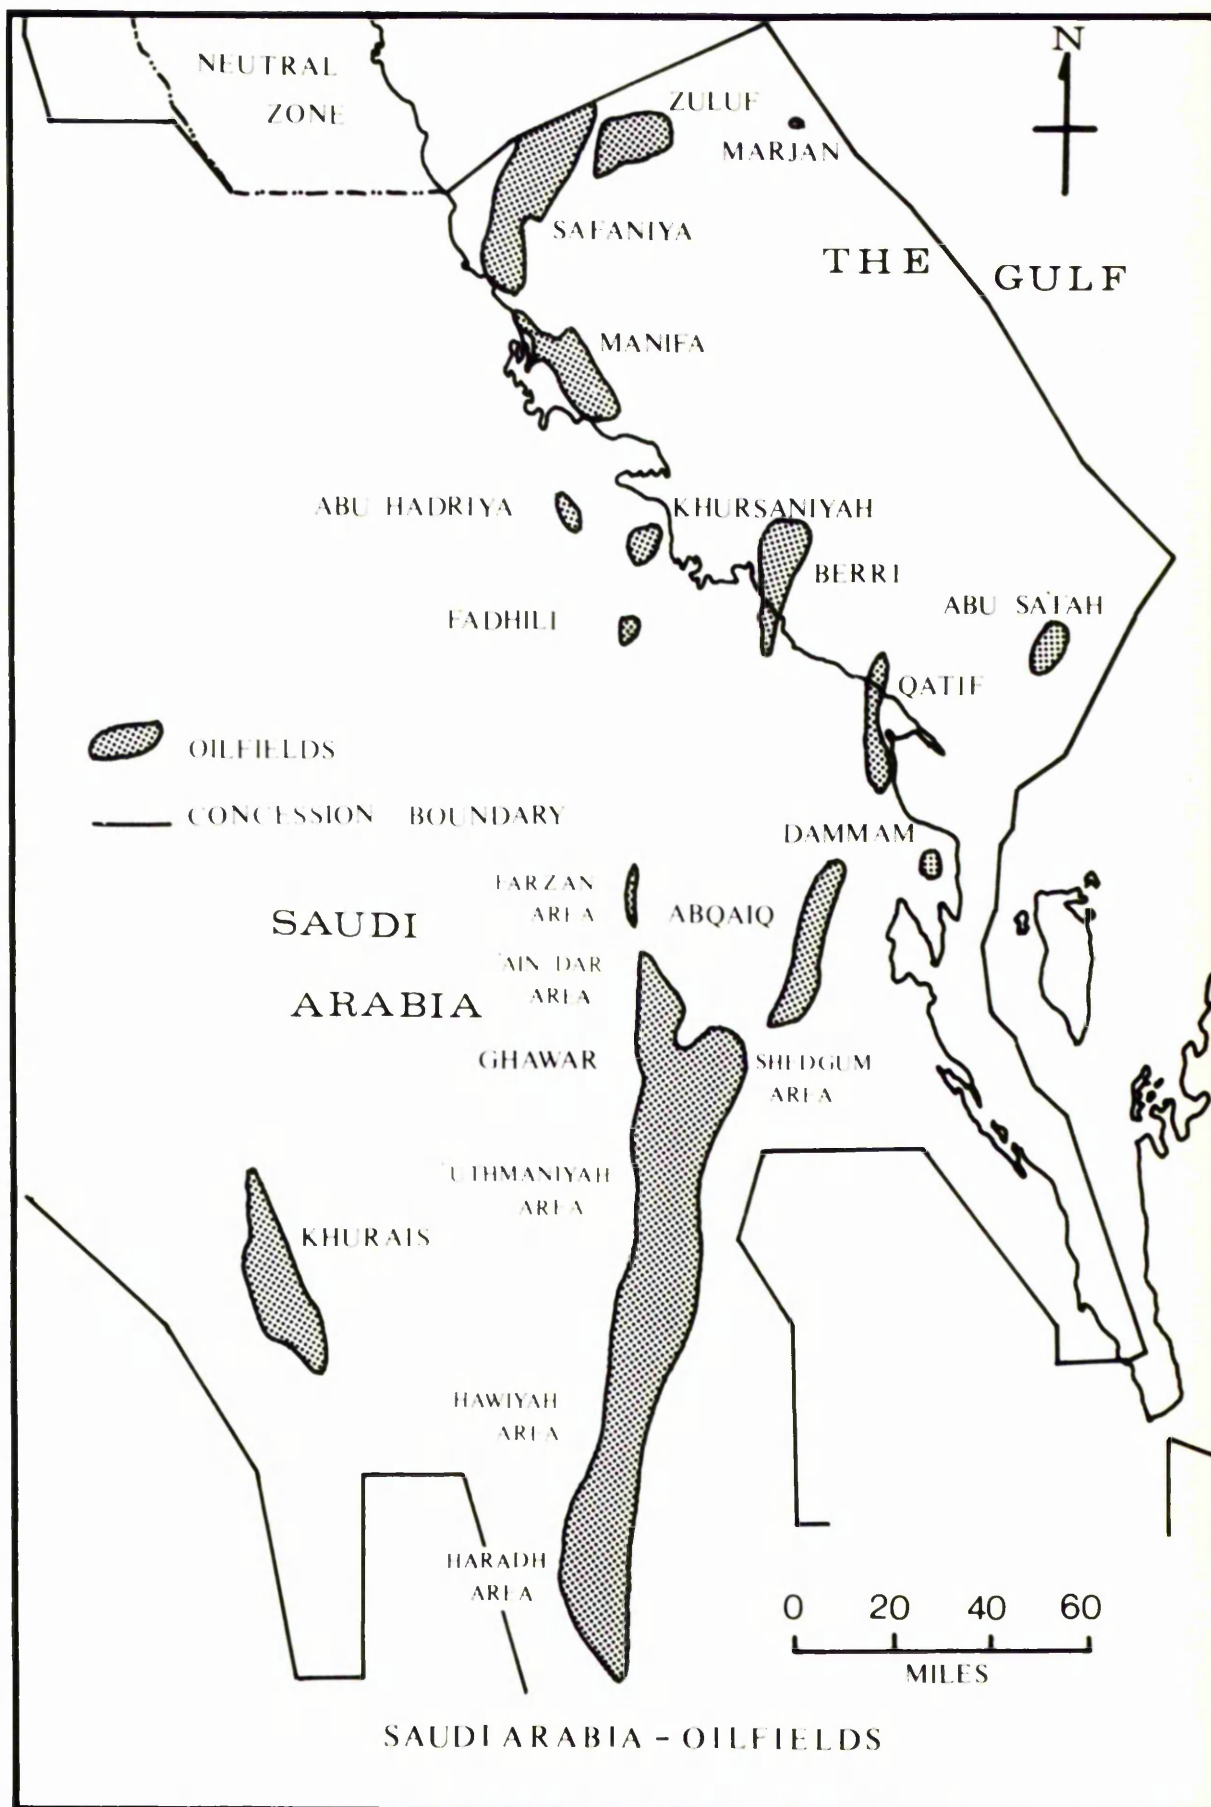 N
NEUTRAL
ZONE
ZULUF
MARJAN
SAFANIYA
THE GULF
MANIFA
ABU HADRIYA
KHURSANIYAH
BERRI
ABU SA'FAH
FADHILI
QATIF
OILFIELDS
CONCESSION BOUNDARY
DAMMAM
FARZAN
AREA
ABQAIQ
SAUDI
ARABIA
'AIN DAR
AREA
GHAWAR
SHEDGUM
AREA
'UTHMANIYAH
AREA
KHURAIS
HAWIYAH
AREA
HARADH
AREA
0 20 40 60
MILES
SAUDI ARABIA - OILFIELDS